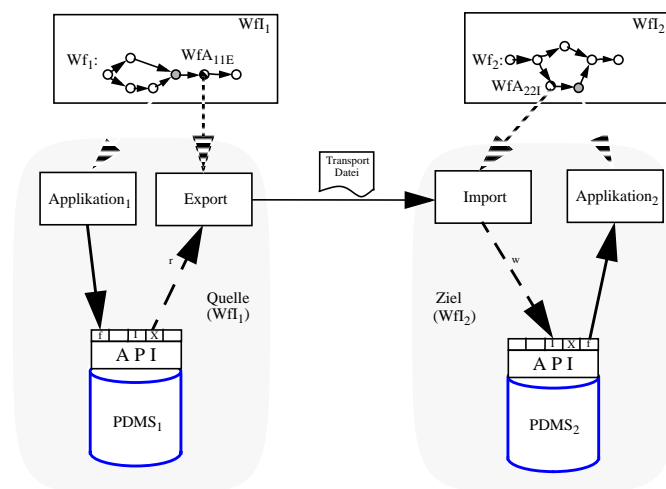 WfI1
Wf1:
WfA11E
WfI2
Wf2:
WfA22I
Transport
Datei
Applikation1
Export
Import
Applikation2
r
w
Quelle
(WfI1)
Ziel
(WfI2)
f I X
A P I
PDMS1
I X f
A P I
PDMS2